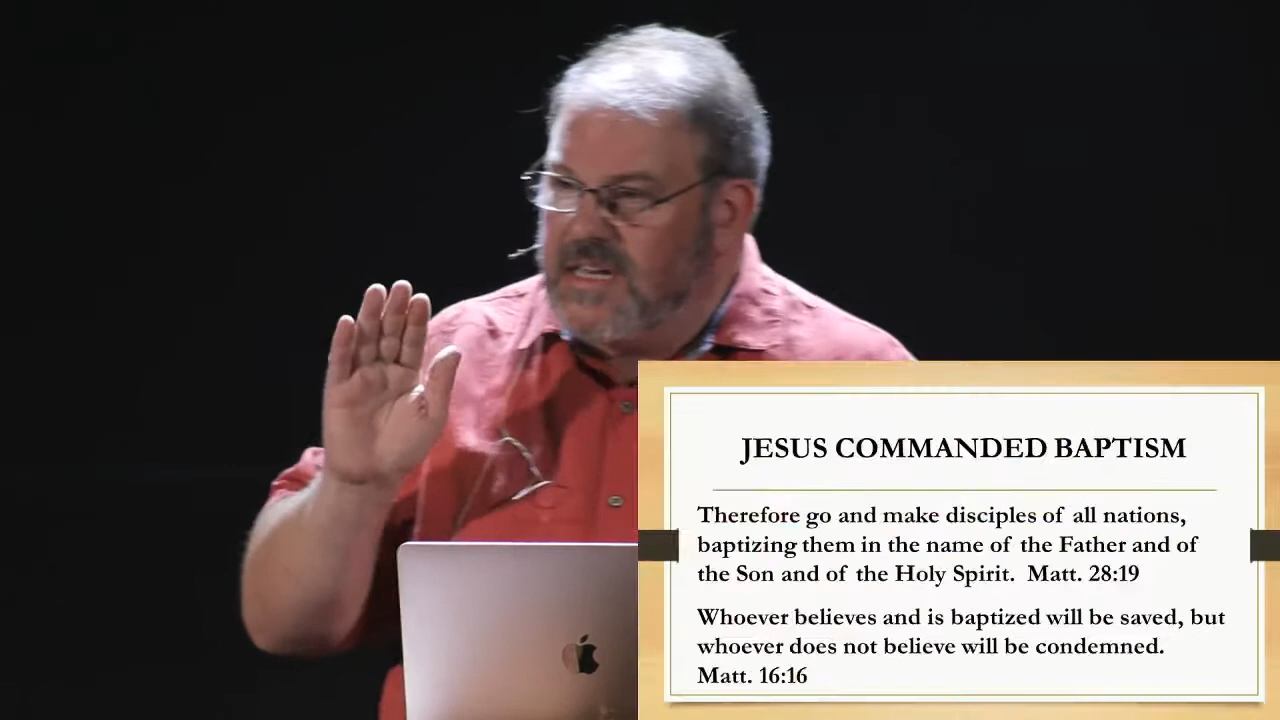 JESUS COMMANDED BAPTISM
Therefore go and make disciples of all nations,
baptizing them in the name of the Father and of
the Son and of the Holy Spirit. Matt. 28:19
Whoever believes and is baptized will be saved, but
whoever does not believe will be condemned.
Matt. 16:16